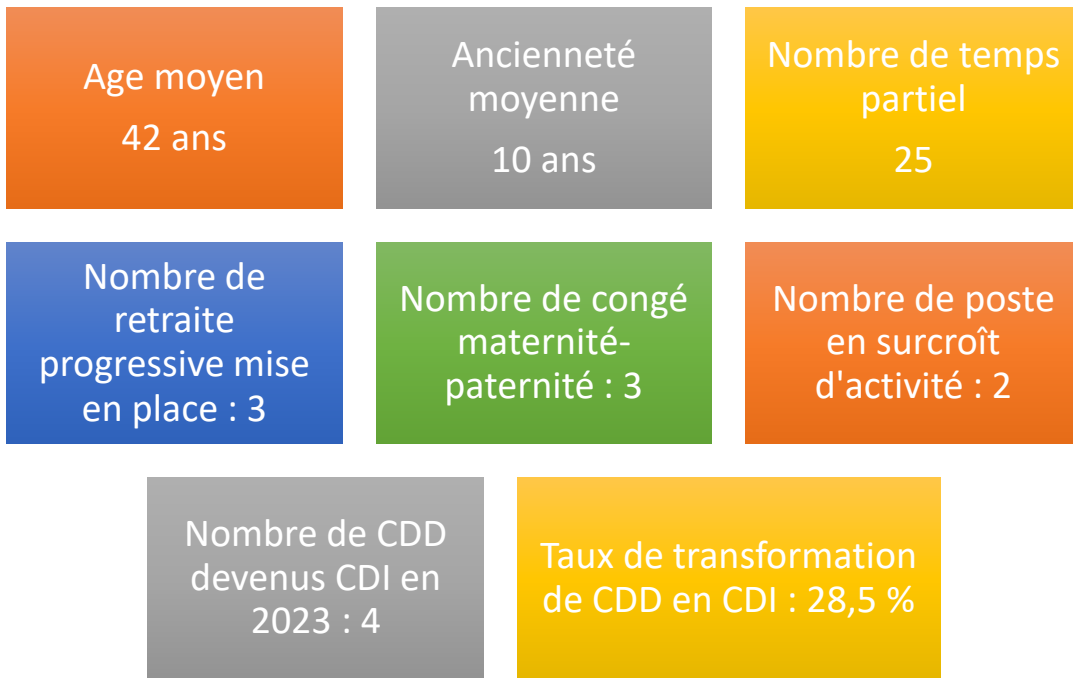 Age moyen
42 ans
Ancienneté
moyenne
10 ans
Nombre de temps
partiel
25
Nombre de
retraite
progressive mise
en place : 3
Nombre de congé
maternité-
paternité : 3
Nombre de poste
en surcroît
d'activité : 2
Nombre de CDD
devenus CDI en
2023 : 4
Taux de transformation
de CDD en CDI : 28,5 %